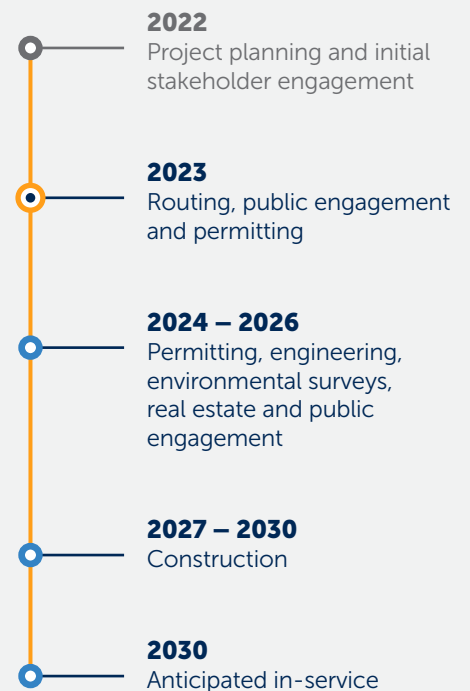 2022
Project planning and initial
stakeholder engagement
2023
Routing, public engagement
and permitting
2024 – 2026
Permitting, engineering,
environmental surveys,
real estate and public
engagement
2027 – 2030
Construction
2030
Anticipated in-service